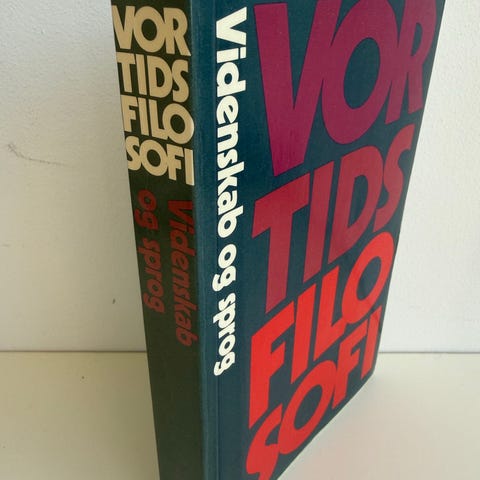 VOR
TIDS
FILO
SOFI
Videnskab
og sprog
Videnskab og sprog
VOR
TIDS
FILO
SOFI